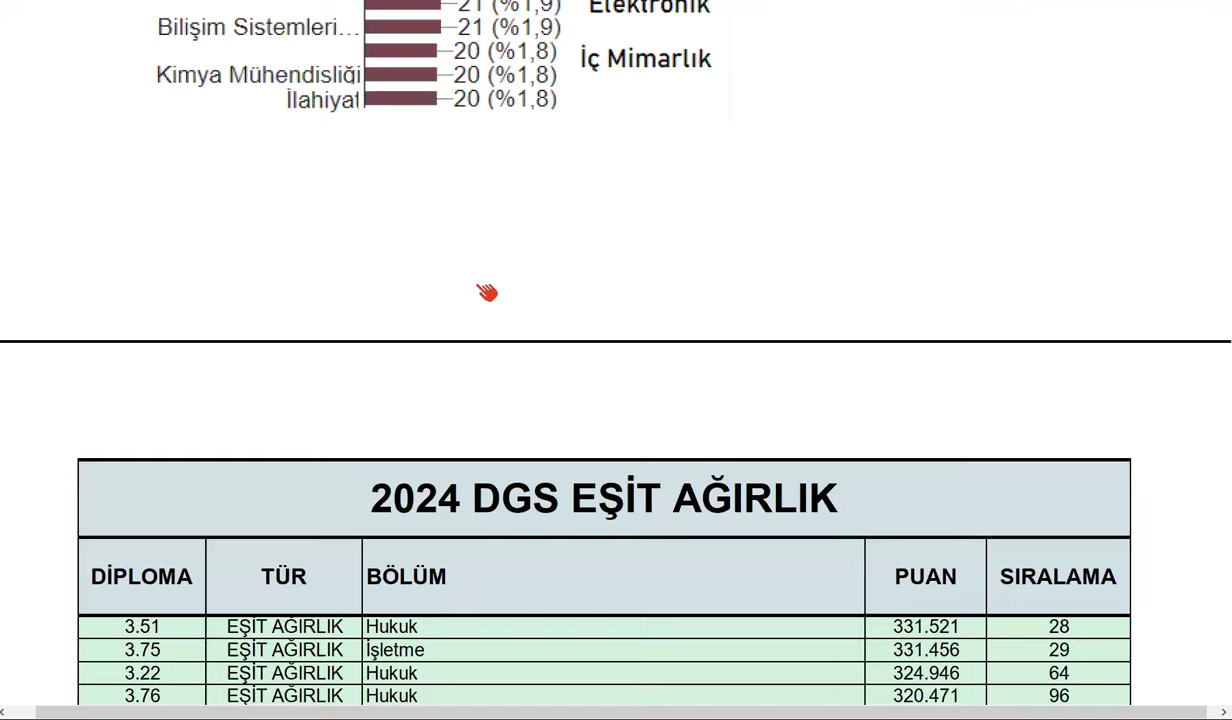 21 (%1,9)
Elektronik
Bilişim Sistemleri...
21 (%1,9)
20 (%1,8)
İç Mimarlık
Kimya Mühendisliği
20 (%1,8)
İlahiyat
20 (%1,8)
2024 DGS EŞİT AĞIRLIK
DİPLOMA TÜR BÖLÜM PUAN SIRALAMA
3.51 EŞİT AĞIRLIK Hukuk 331.521 28
3.75 EŞİT AĞIRLIK İşletme 331.456 29
3.22 EŞİT AĞIRLIK Hukuk 324.946 64
3.76 EŞİT AĞIRLIK Hukuk 320.471 96